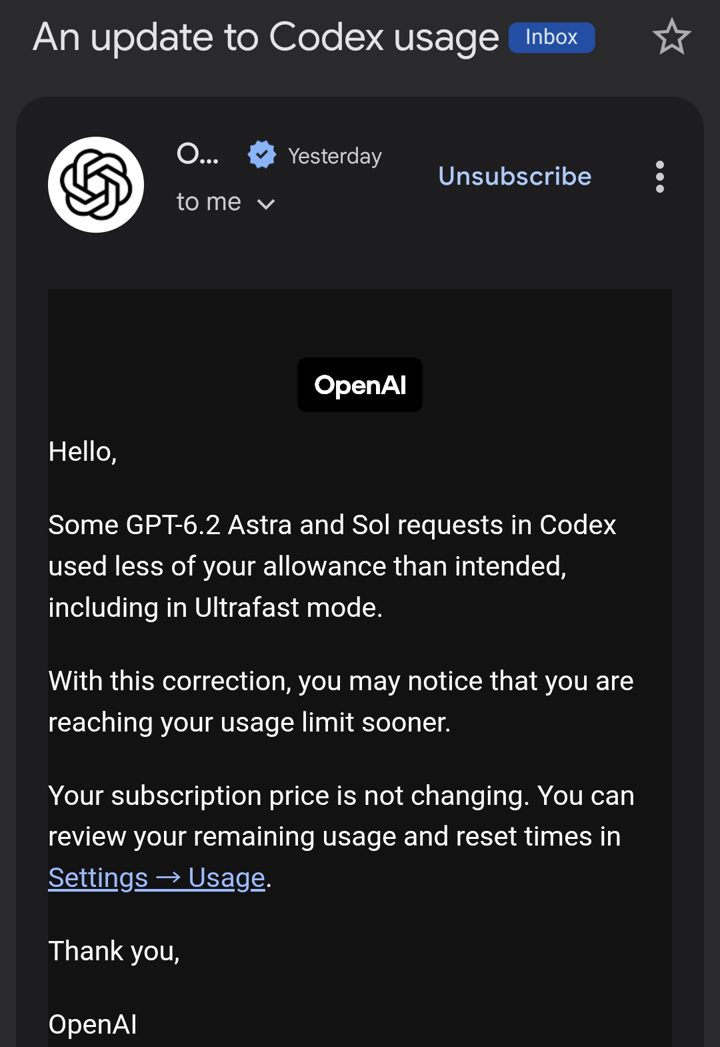 An update to Codex usage Inbox
O... Yesterday
Unsubscribe
to me
OpenAI
Hello,
Some GPT-6.2 Astra and Sol requests in Codex
used less of your allowance than intended,
including in Ultrafast mode.
With this correction, you may notice that you are
reaching your usage limit sooner.
Your subscription price is not changing. You can
review your remaining usage and reset times in
Settings → Usage.
Thank you,
OpenAI